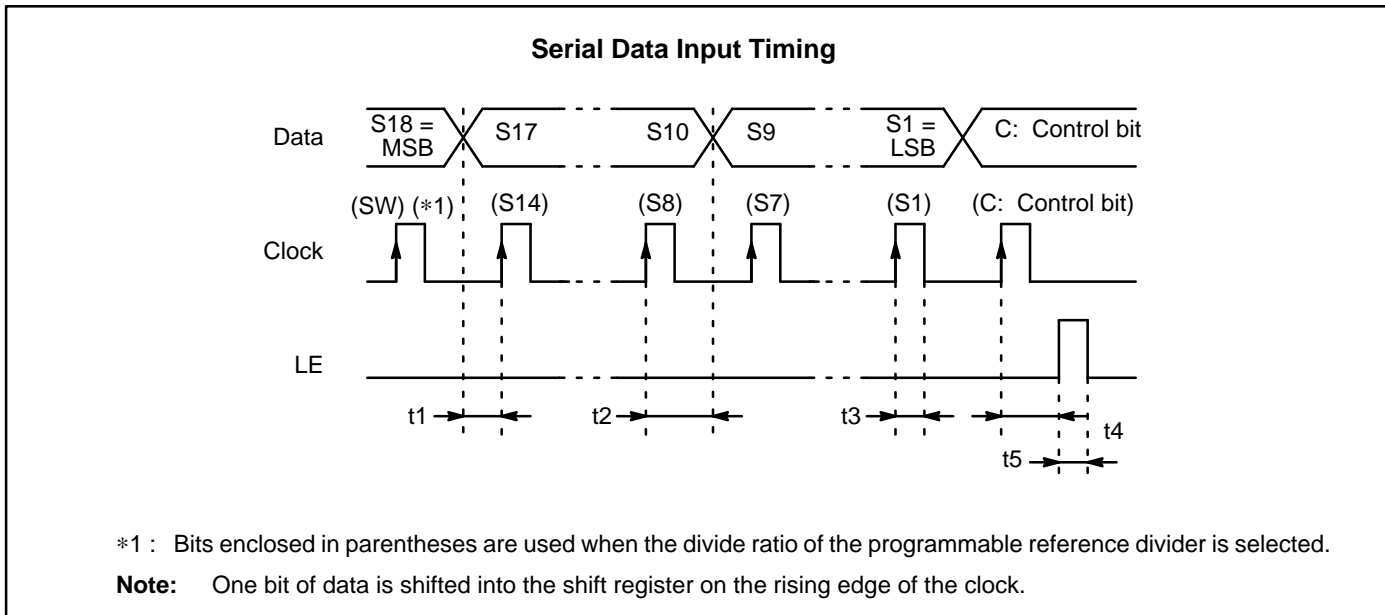 Serial Data Input Timing
Data
S18 =
MSB
S17
S10
S9
S1 =
LSB
C: Control bit
(SW) (∗1)
(S14)
(S8)
(S7)
(S1)
(C: Control bit)
Clock
LE
t1
t2
t3
t4
t5
∗1 : Bits enclosed in parentheses are used when the divide ratio of the programmable reference divider is selected.
Note: One bit of data is shifted into the shift register on the rising edge of the clock.